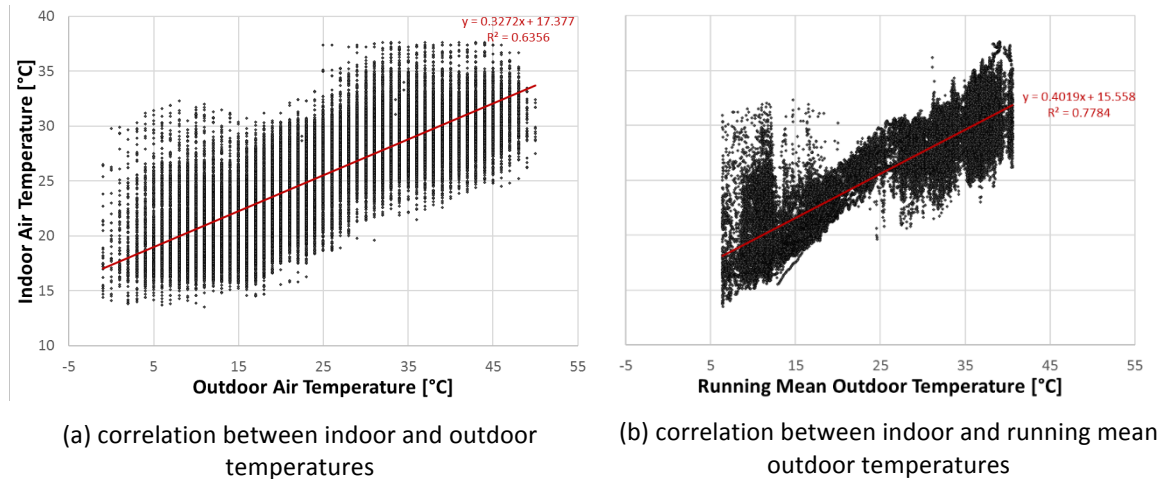 y = 0.3272x + 17.377
R² = 0.6356
Indoor Air Temperature [°C]
40
35
30
25
20
15
10
-5
5
15
25
35
45
55
Outdoor Air Temperature [°C]
(a) correlation between indoor and outdoor
temperatures
y = 0.4019x + 15.558
R² = 0.7784
-5
5
15
25
35
45
55
Running Mean Outdoor Temperature [°C]
(b) correlation between indoor and running mean
outdoor temperatures